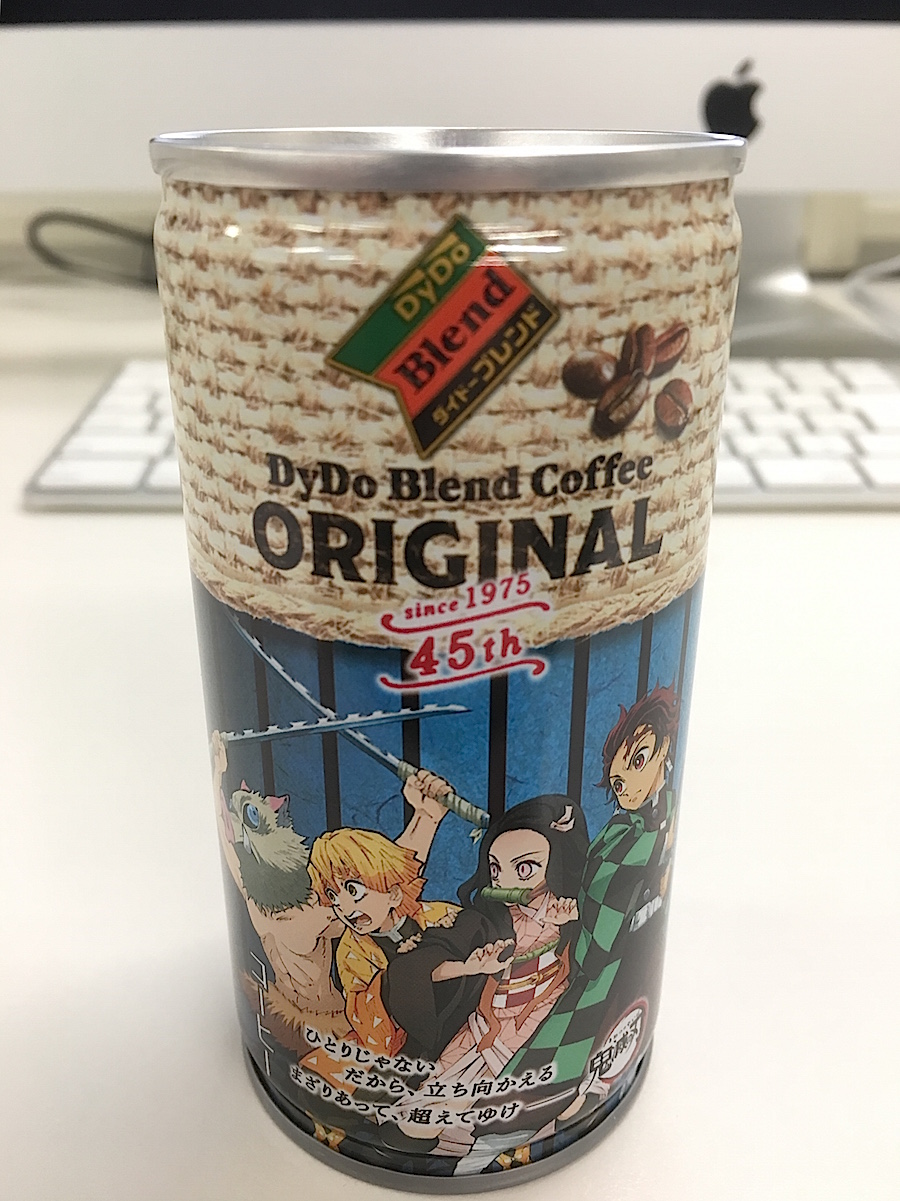 DyDo
Blend
ダイドーブレンド
DyDo Blend Coffee
ORIGINAL
since 1975
45th
コーヒー
ひとりじゃない
だから、立ち向かえる
まざりあって、超えてゆけ
鬼滅